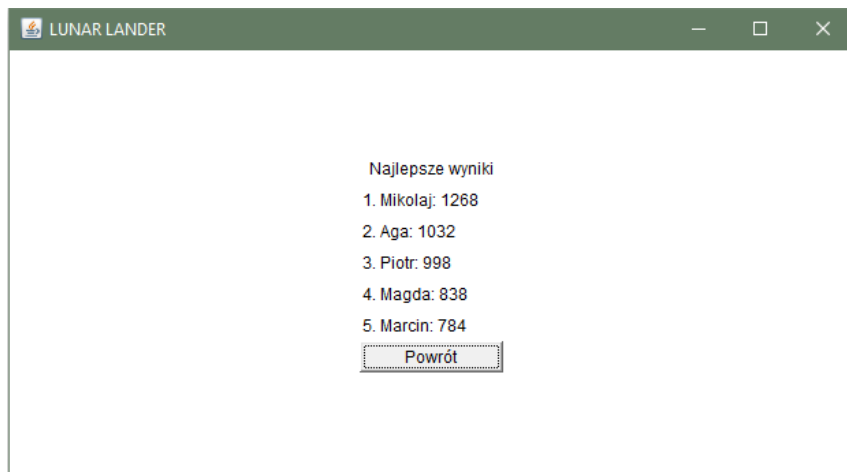 LUNAR LANDER
Najlepsze wyniki
1. Mikolaj: 1268
2. Aga: 1032
3. Piotr: 998
4. Magda: 838
5. Marcin: 784
Powrót